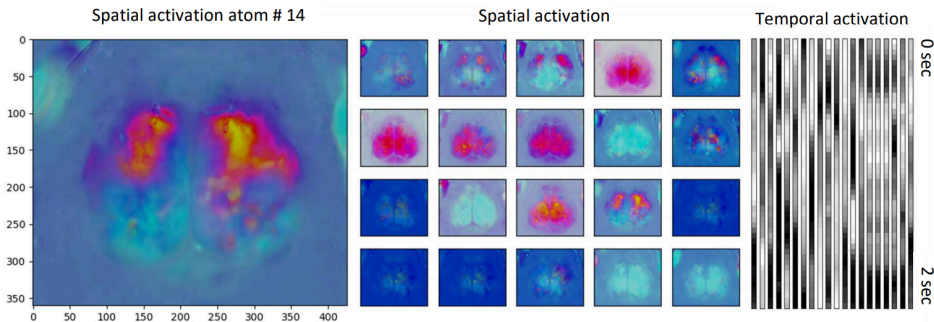 Spatial activation atom # 14
Spatial activation
Temporal activation
0
50
100
150
200
250
300
350
0 50 100 150 200 250 300 350 400
0 sec
2 sec